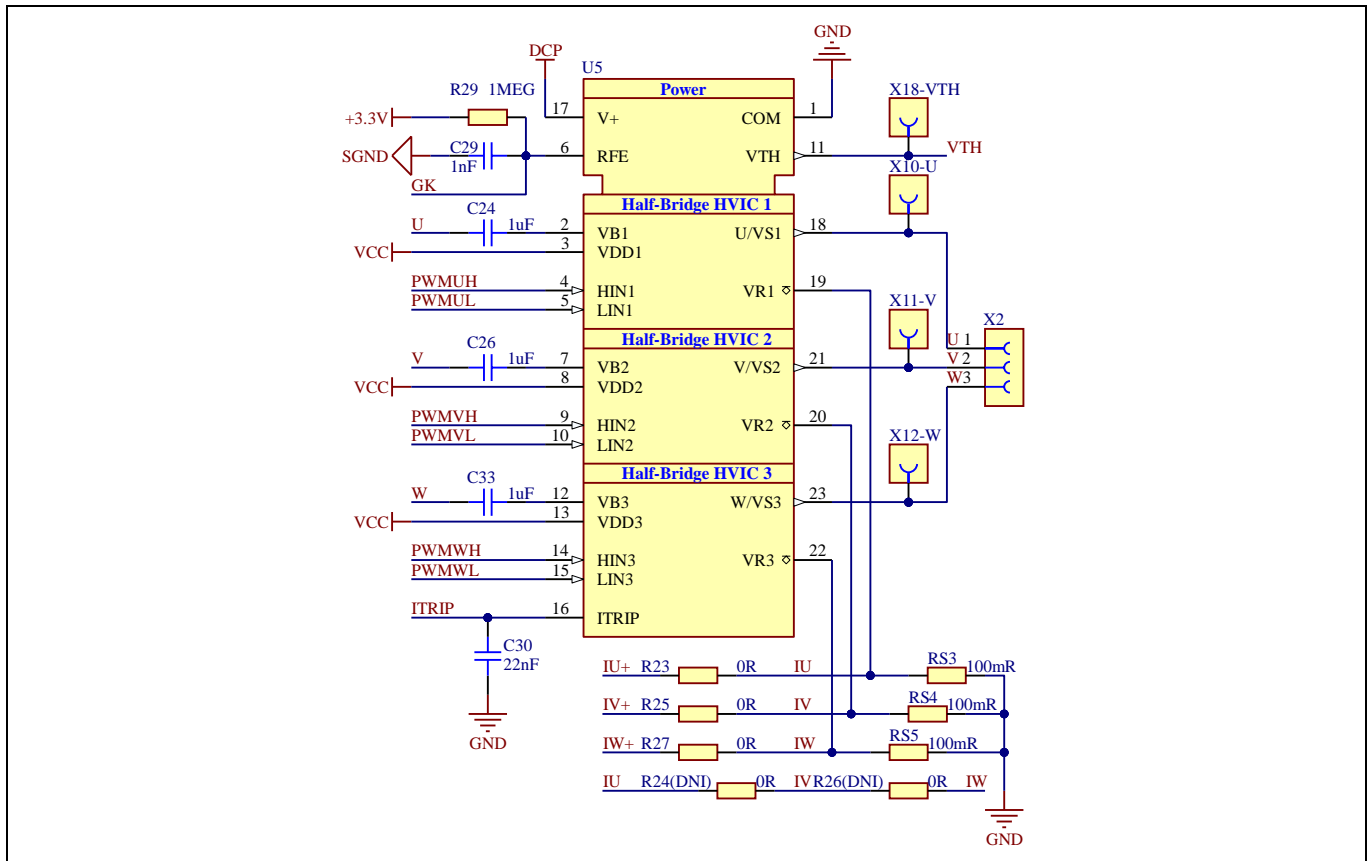 GND
DCP
U5
Power
R29 1MEG
X18-VTH
+3.3V
17 V+
COM 1
SGND
C29
1nF
6 RFE
VTH 11
VTH
GK
X10-U
Half-Bridge HVIC 1
U
C24
1uF
2 VB1
U/VS1 18
VCC
3 VDD1
PWMUH
4 HIN1
VR1 19
PWMUL
5 LIN1
X11-V
X2
Half-Bridge HVIC 2
U 1
V
C26
1uF
7 VB2
V/VS2 21
V 2
VCC
8 VDD2
W3
PWMVH
9 HIN2
VR2 20
PWMVL
10 LIN2
X12-W
Half-Bridge HVIC 3
W
C33
1uF
12 VB3
W/VS3 23
VCC
13 VDD3
PWMWH
14 HIN3
VR3 22
PWMWL
15 LIN3
ITRIP
16 ITRIP
C30
22nF
GND
IU+ R23 0R IU RS3 100mR
IV+ R25 0R IV RS4 100mR
IW+ R27 0R IW RS5 100mR
IU R24(DNI) 0R IV R26(DNI) 0R IW
GND